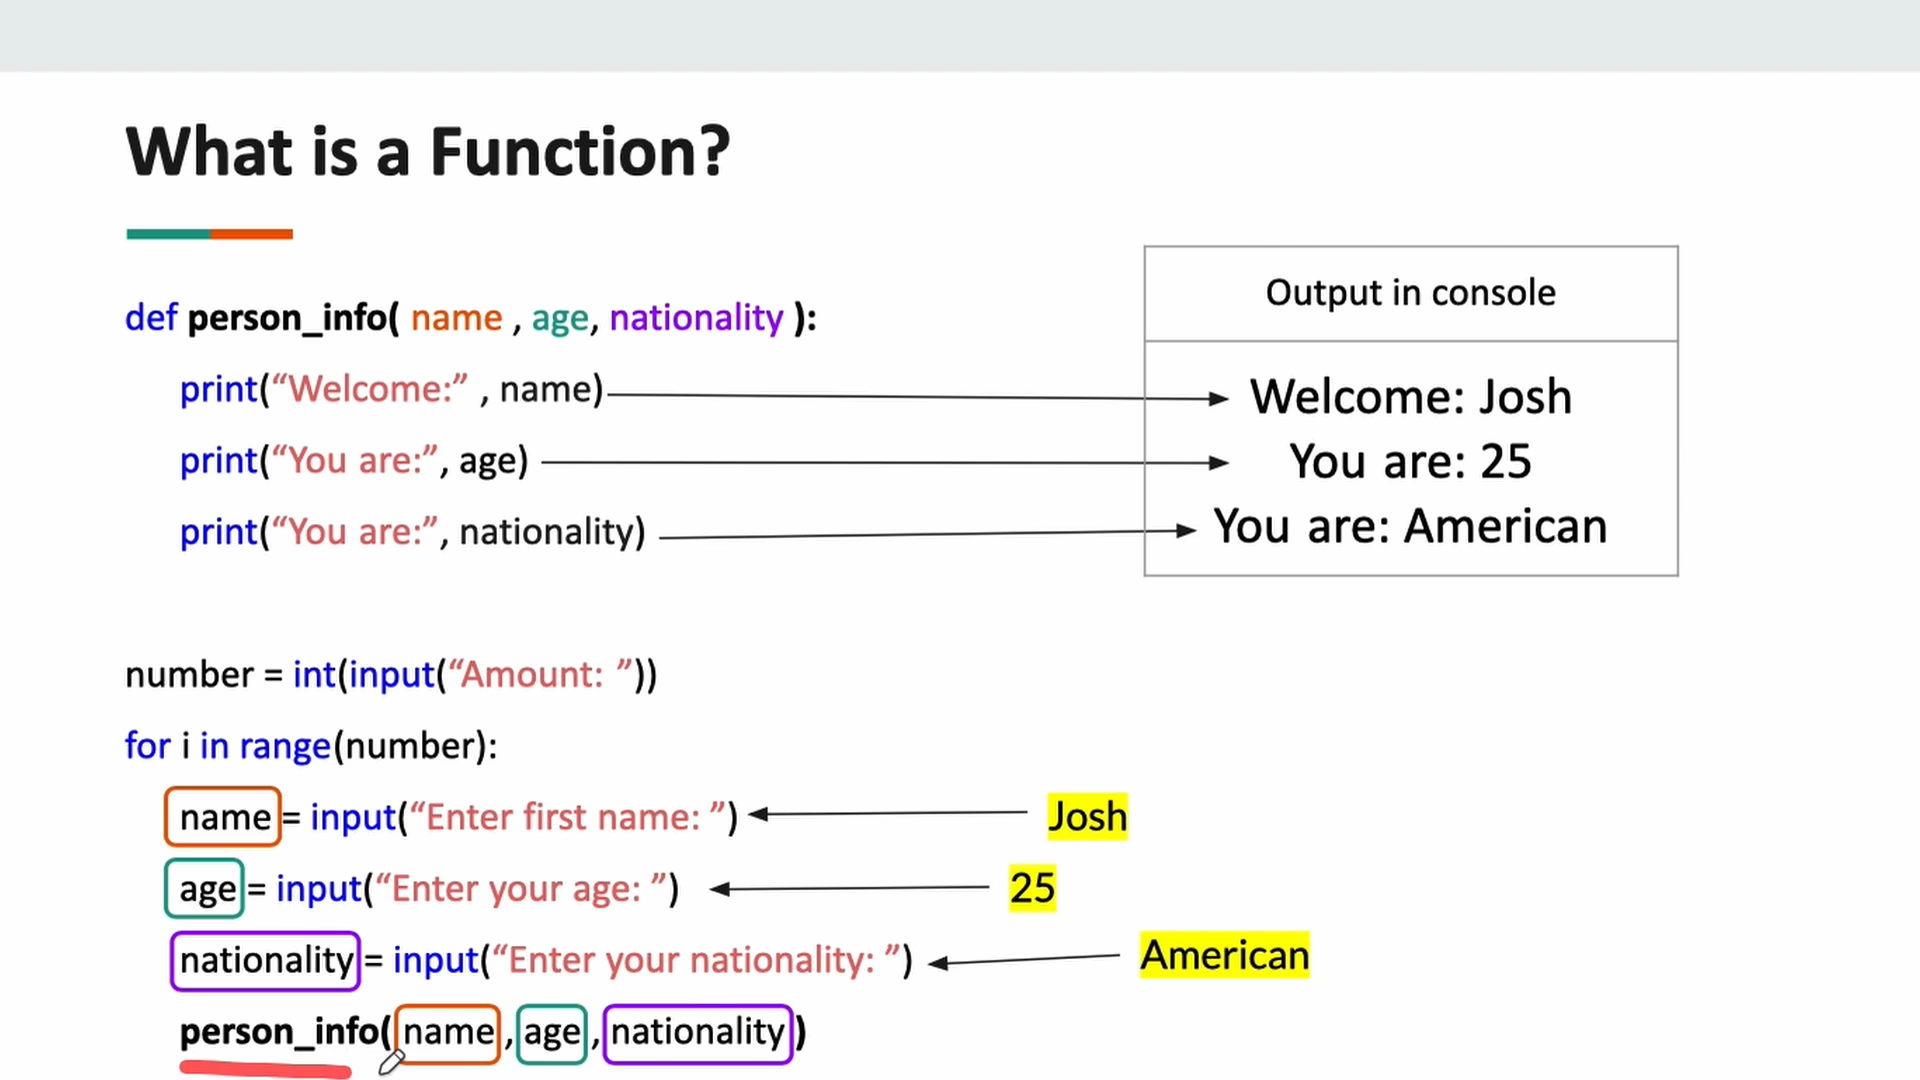 What is a Function?
def person_info( name , age, nationality ):
print(“Welcome:” , name)
print(“You are:”, age)
print(“You are:”, nationality)
Output in console
Welcome: Josh
You are: 25
You are: American
number = int(input(“Amount: ”))
for i in range(number):
name = input(“Enter first name: ”)
Josh
age = input(“Enter your age: ”)
25
nationality = input(“Enter your nationality: ”)
American
person_info( name , age , nationality )